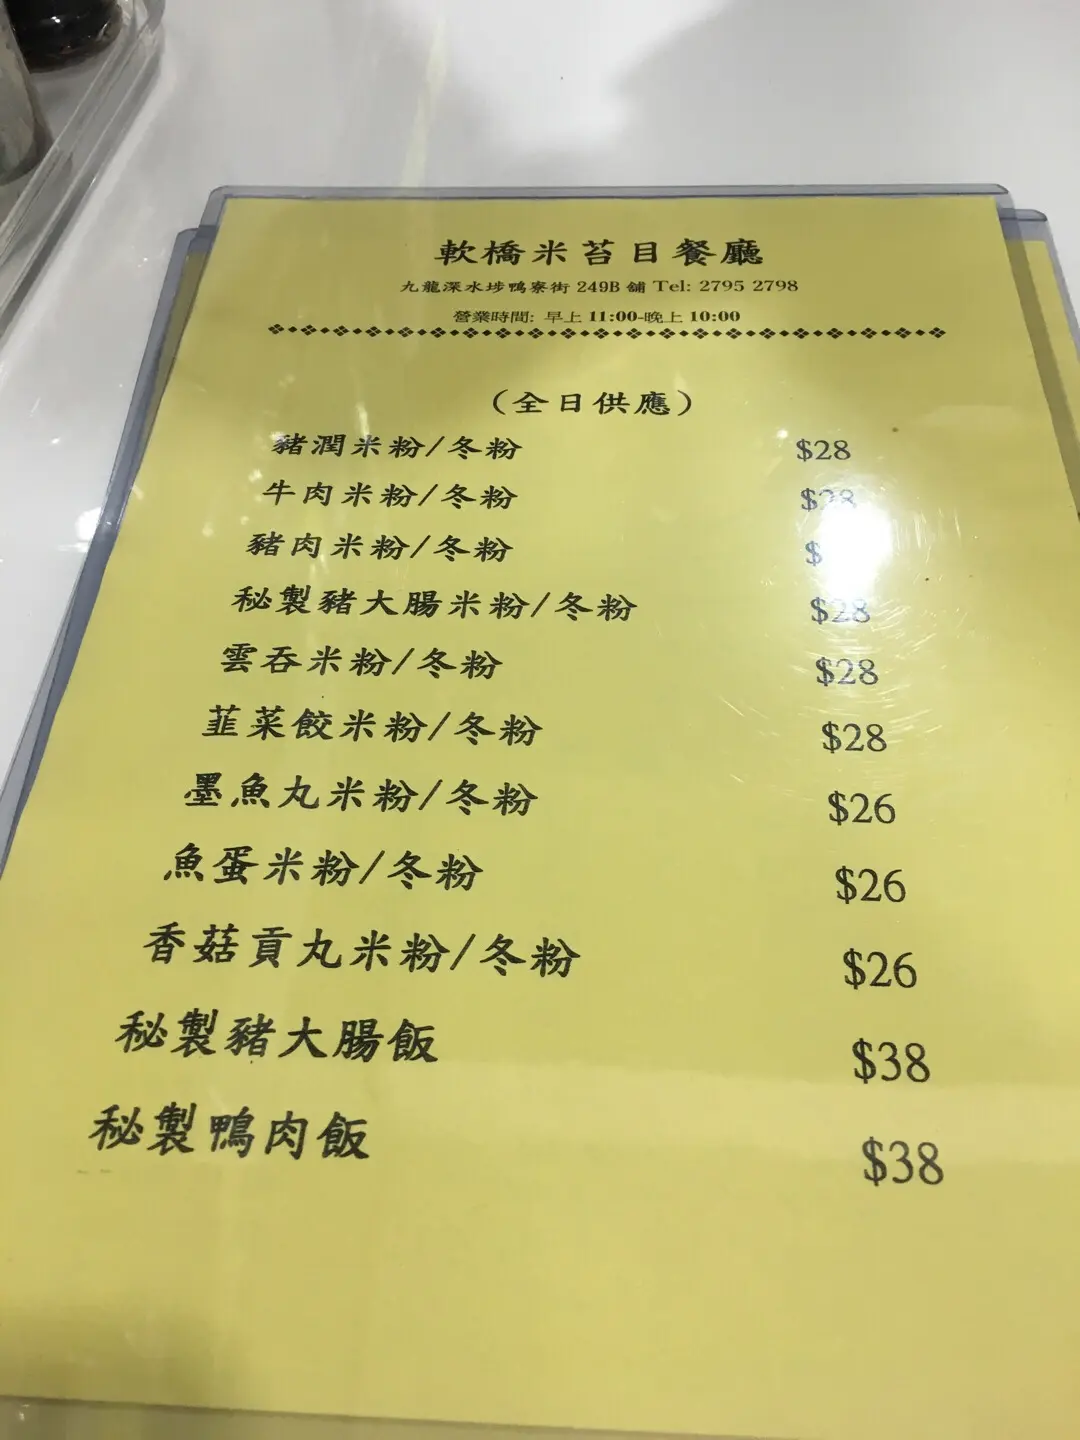 軟橋米苔目餐廳
九龍深水埗鴨寮街 249B 舖 Tel: 2795 2798
營業時間: 早上 11:00-晚上 10:00
(全日供應)
豬潤米粉/冬粉 $28
牛肉米粉/冬粉 $28
豬肉米粉/冬粉 $
秘製豬大腸米粉/冬粉 $28
雲吞米粉/冬粉 $28
韮菜餃米粉/冬粉 $28
墨魚丸米粉/冬粉 $26
魚蛋米粉/冬粉 $26
香菇貢丸米粉/冬粉 $26
秘製豬大腸飯 $38
秘製鴨肉飯 $38